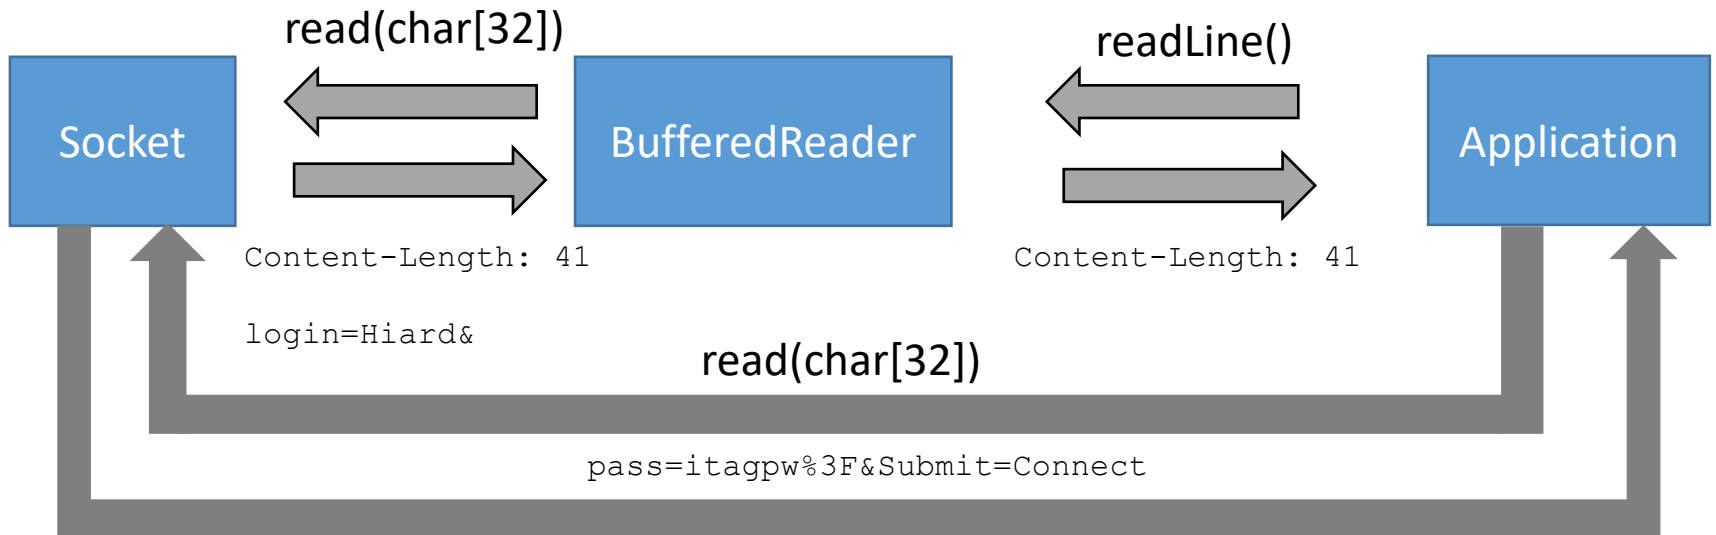 read(char[32])
readLine()
Socket
BufferedReader
Application
Content-Length: 41
Content-Length: 41
login=Hiard&
read(char[32])
pass=itagpw%3F&Submit=Connect